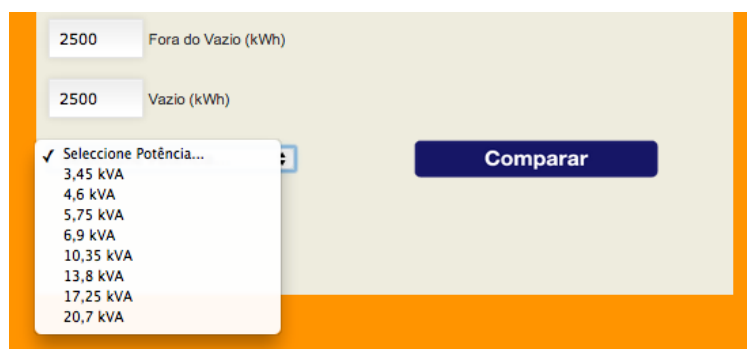 2500 Fora do Vazio (kWh)
2500 Vazio (kWh)
✓ Seleccione Potência...
Comparar
3,45 kVA
4,6 kVA
5,75 kVA
6,9 kVA
10,35 kVA
13,8 kVA
17,25 kVA
20,7 kVA